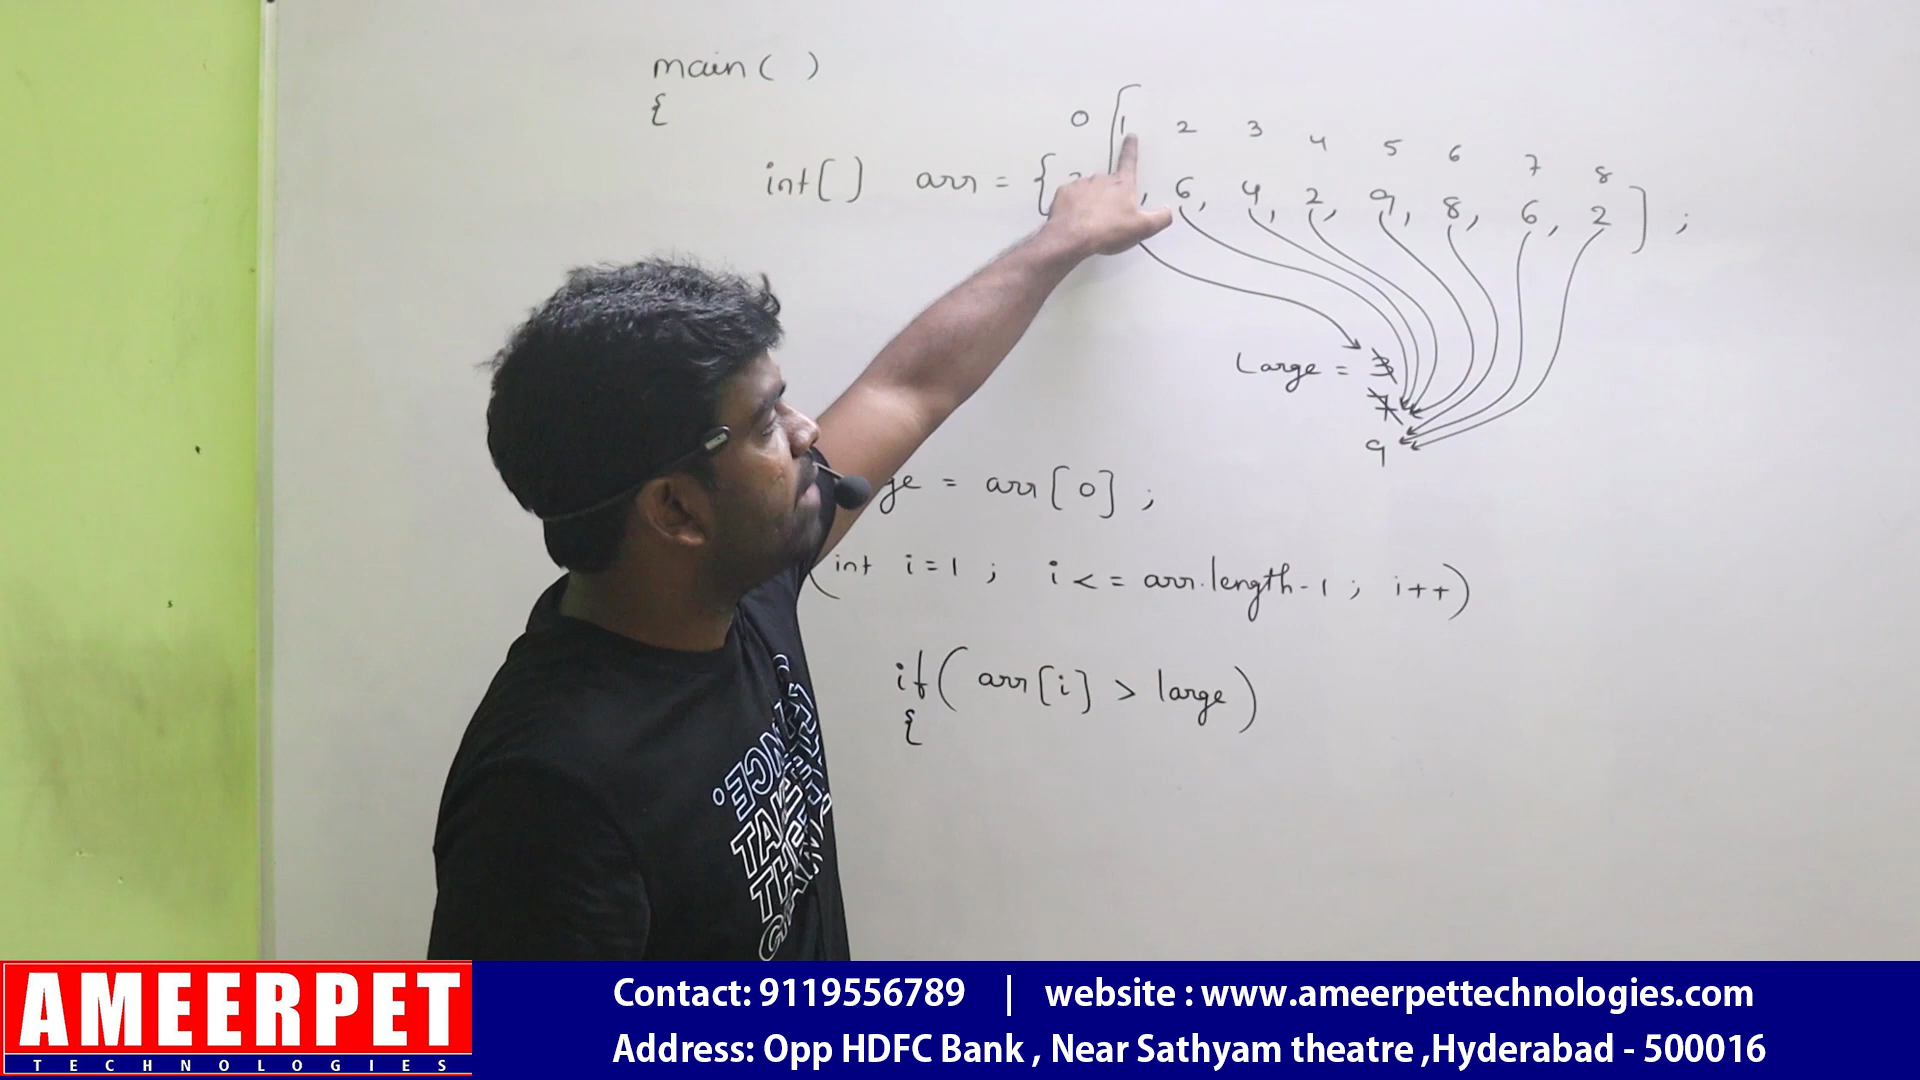 main( )
{
0 1 2 3 4 5 6 7 8
int[ ] arr = { , 6, 4, 2, 9, 8, 6, 2 ] ;
Large = 3
7
9
= arr[0] ;
(int i=1 ; i<=arr.length-1 ; i++)
if( arr[i] > large )
{
TAKE
AMEERPET
TECHNOLOGIES
Contact: 9119556789 | website : www.ameerpettechnologies.com
Address: Opp HDFC Bank , Near Sathyam theatre ,Hyderabad - 500016